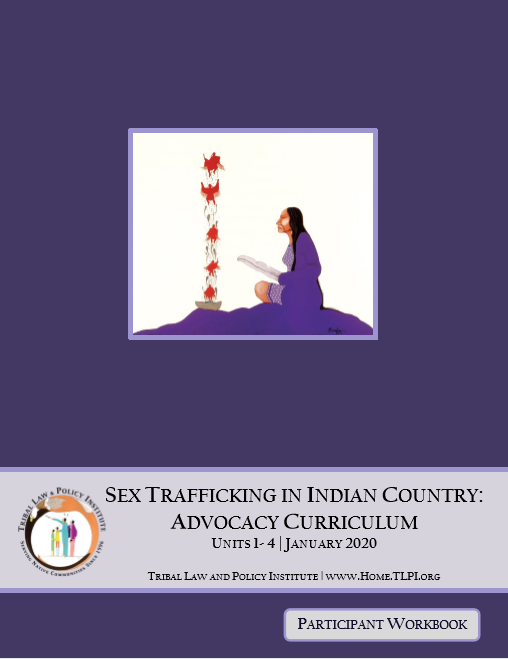 SEX TRAFFICKING IN INDIAN COUNTRY:
ADVOCACY CURRICULUM
UNITS 1- 4 | JANUARY 2020
TRIBAL LAW & POLICY INSTITUTE
SERVING NATIVE COMMUNITIES SINCE 1996
TRIBAL LAW AND POLICY INSTITUTE | WWW.HOME.TLPI.ORG
PARTICIPANT WORKBOOK